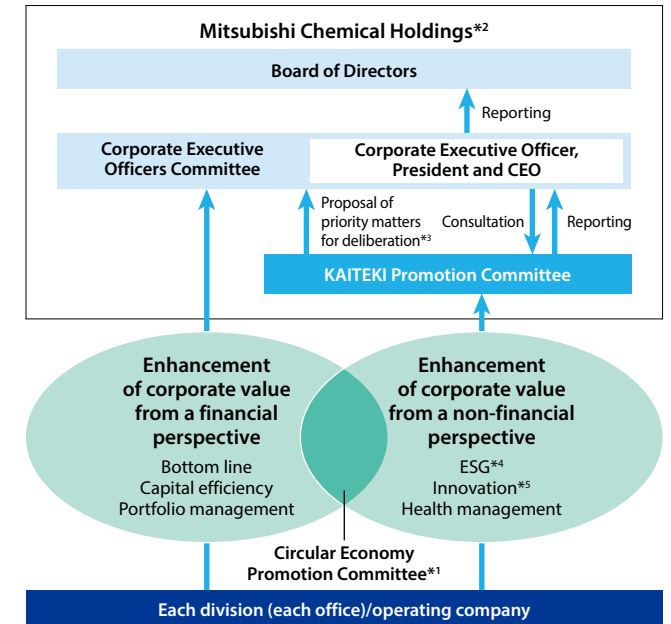 Mitsubishi Chemical Holdings*2
Board of Directors
Reporting
Corporate Executive
Officers Committee
Corporate Executive Officer,
President and CEO
Proposal of
priority matters
for deliberation*3
Consultation
Reporting
KAITEKI Promotion Committee
Enhancement
of corporate value
from a financial
perspective
Bottom line
Capital efficiency
Portfolio management
Enhancement
of corporate value
from a non-financial
perspective
ESG*4
Innovation*5
Health management
Circular Economy
Promotion Committee*1
Each division (each office)/operating company